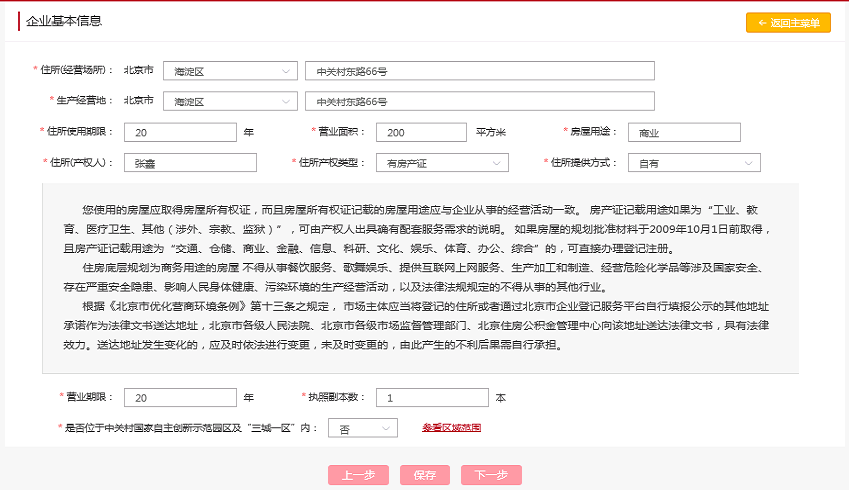 企业基本信息
← 返回主菜单
* 住所(经营场所)： 北京市 海淀区 中关村东路66号
* 生产经营地： 北京市 海淀区 中关村东路66号
* 住所使用期限： 20 年 * 营业面积： 200 平方米 * 房屋用途： 商业
* 住所(产权人)： 张鑫 * 住所产权类型： 有房产证 * 住所提供方式： 自有
您使用的房屋应取得房屋所有权证，而且房屋所有权证记载的房屋用途应与企业从事的经营活动一致。 房产证记载用途如果为“工业、教
育、医疗卫生、其他（涉外、宗教、监狱）”，可由产权人出具确有配套服务需求的说明。 如果房屋的规划批准材料于2009年10月1日前取得，
且房产证记载用途为“交通、仓储、商业、金融、信息、科研、文化、娱乐、体育、办公、综合”的，可直接办理登记注册。
住房底层规划为商务用途的房屋 不得从事餐饮服务、歌舞娱乐、提供互联网上网服务、生产加工和制造、经营危险化学品等涉及国家安全、
存在严重安全隐患、影响人民身体健康、污染环境的生产经营活动，以及法律法规规定的不得从事的其他行业。
根据《北京市优化营商环境条例》第十三条之规定， 市场主体应当将登记的住所或者通过北京市企业登记服务平台自行填报公示的其他地址
承诺作为法律文书送达地址，北京市各级人民法院、北京市各级市场监督管理部门、北京住房公积金管理中心向该地址送达法律文书，具有法律
效力。送达地址发生变化的，应及时依法进行变更，未及时变更的，由此产生的不利后果需自行承担。
* 营业期限： 20 年 * 执照副本数： 1 本
* 是否位于中关村国家自主创新示范园区及“三城一区”内： 否 参看区域范围
上一步 保存 下一步